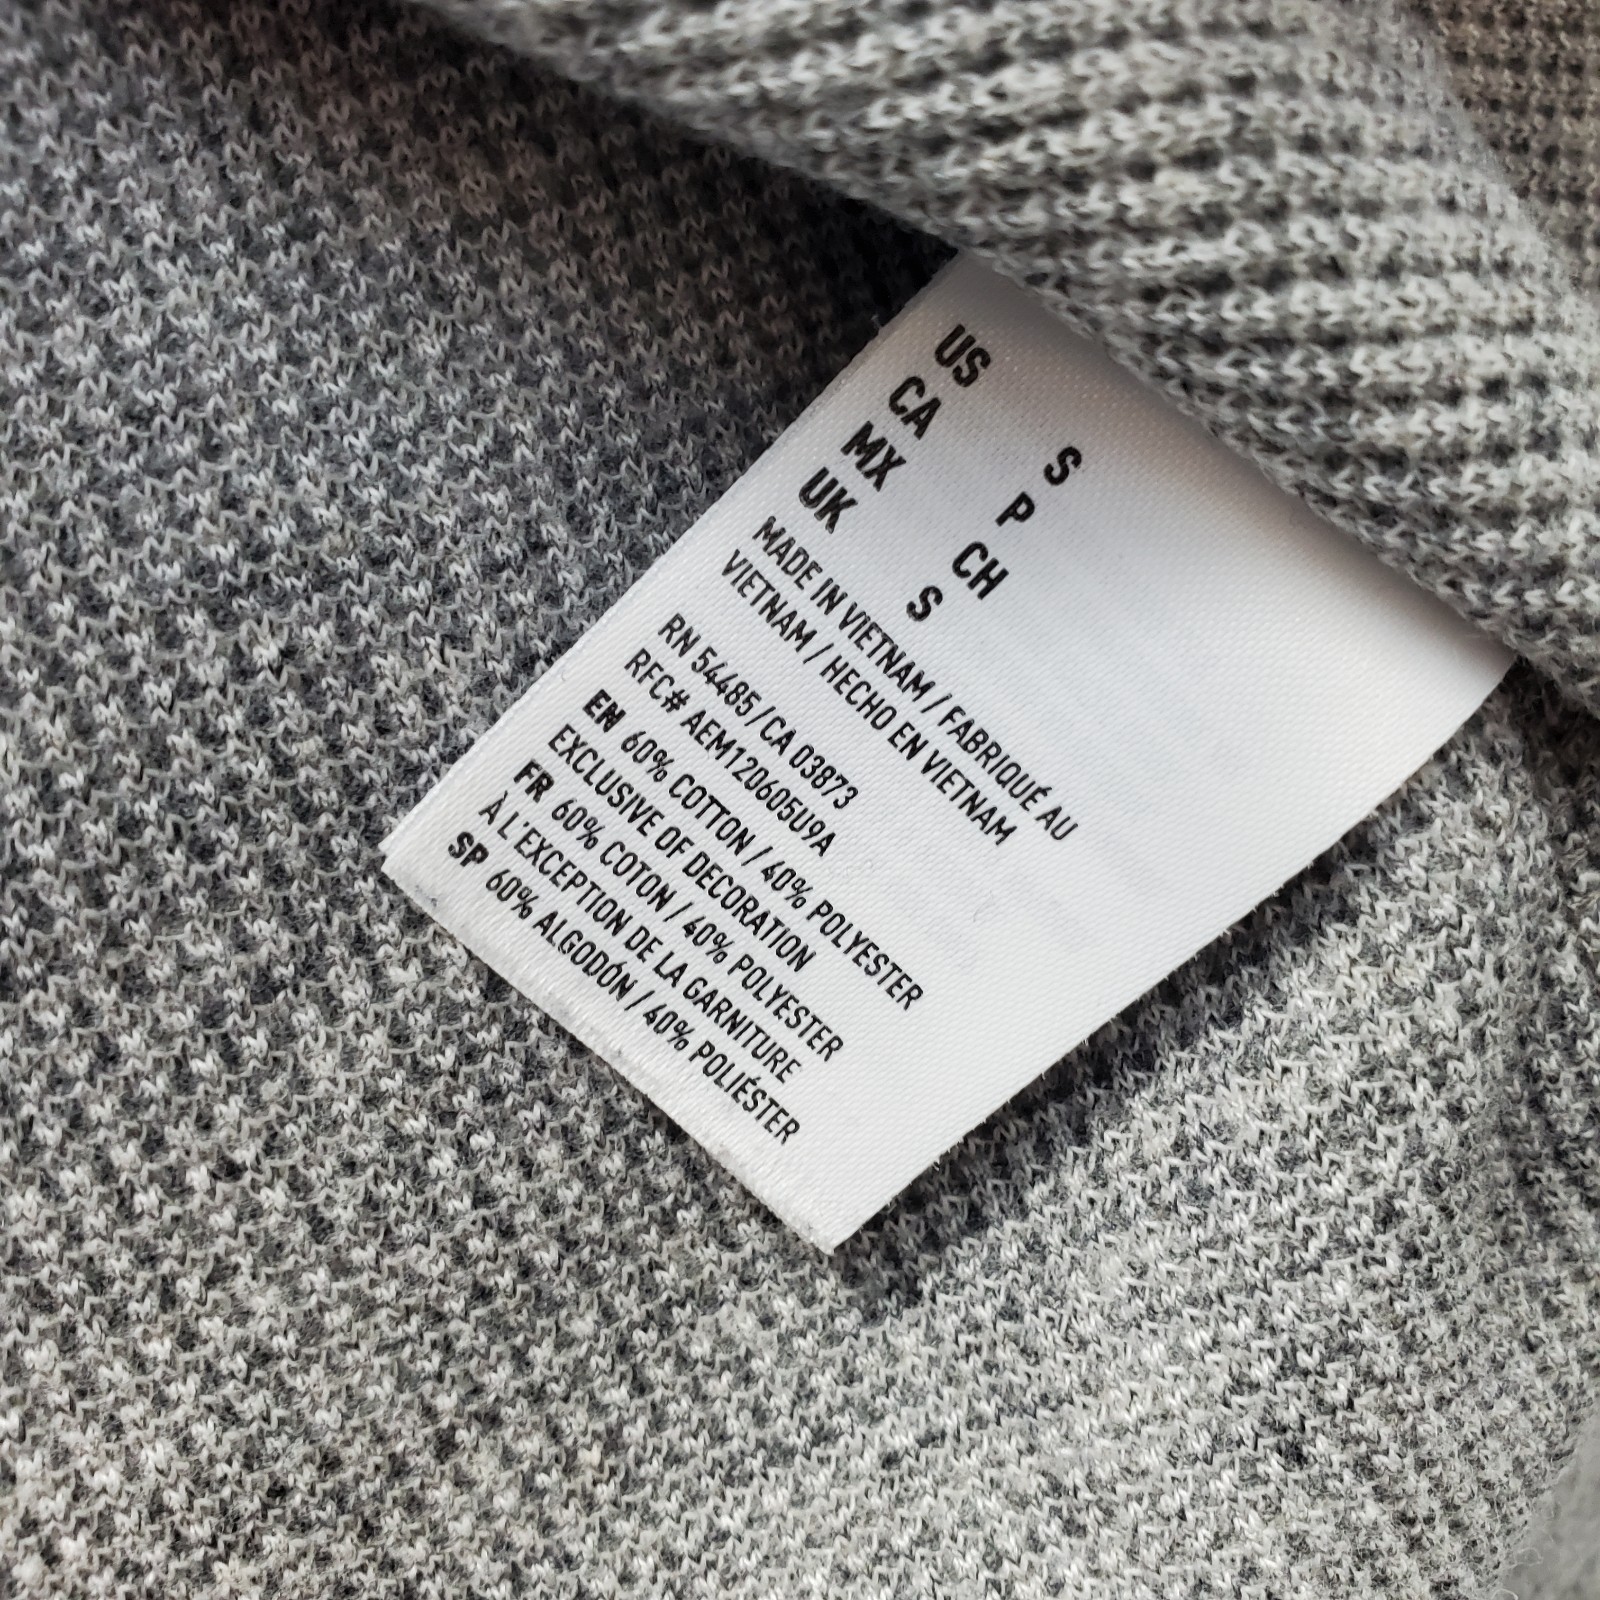 US S
CA P
MX CH
UK S
MADE IN VIETNAM / FABRIQUÉ AU
VIETNAM / HECHO EN VIETNAM
RN 54485 / CA 03873
RFC# AEM120605U9A
EN 60% COTTON / 40% POLYESTER
EXCLUSIVE OF DECORATION
FR 60% COTON / 40% POLYESTER
À L'EXCEPTION DE LA GARNITURE
SP 60% ALGODÓN / 40% POLIÉSTER